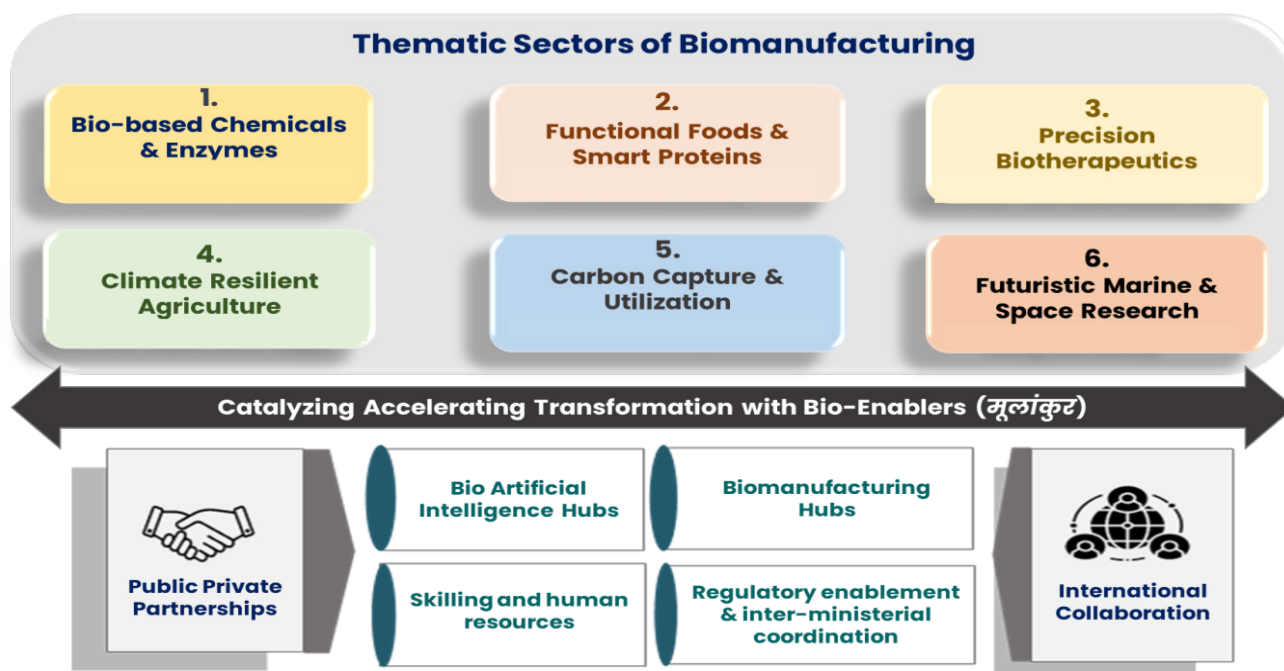 Thematic Sectors of Biomanufacturing
1.
Bio-based Chemicals
& Enzymes
2.
Functional Foods &
Smart Proteins
3.
Precision
Biotherapeutics
4.
Climate Resilient
Agriculture
5.
Carbon Capture &
Utilization
6.
Futuristic Marine &
Space Research
Catalyzing Accelerating Transformation with Bio-Enablers (मूलांकुर)
Public Private
Partnerships
Bio Artificial
Intelligence Hubs
Biomanufacturing
Hubs
Skilling and human
resources
Regulatory enablement
& inter-ministerial
coordination
International
Collaboration